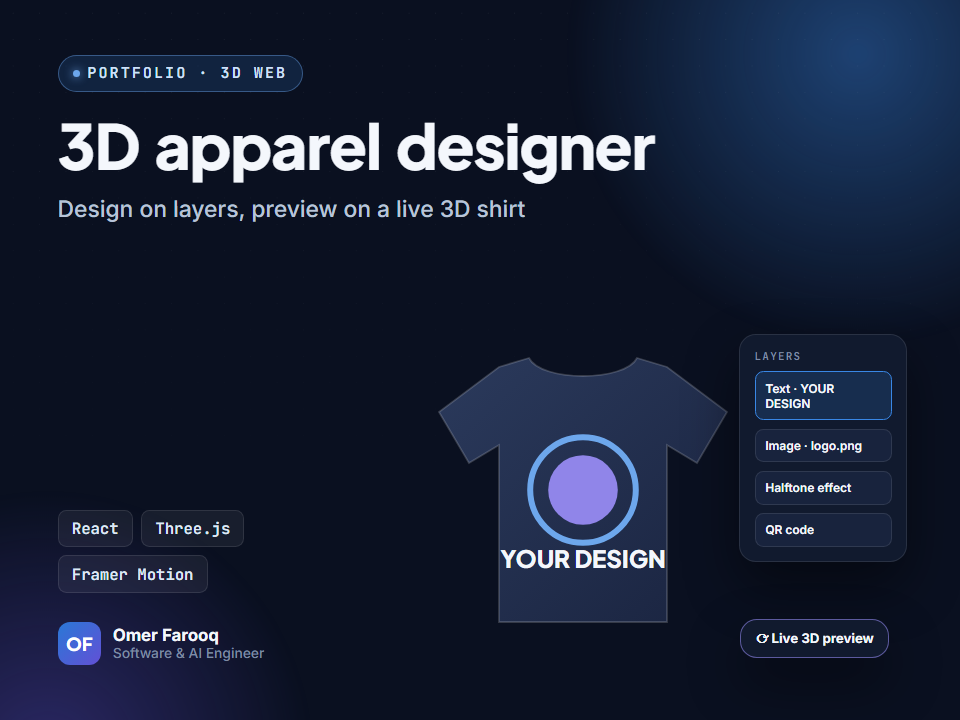 PORTFOLIO · 3D WEB
3D apparel designer
Design on layers, preview on a live 3D shirt
LAYERS
Text · YOUR
DESIGN
Image · logo.png
Halftone effect
QR code
YOUR DESIGN
React
Three.js
Framer Motion
OF
Omer Farooq
Software & AI Engineer
⟳ Live 3D preview